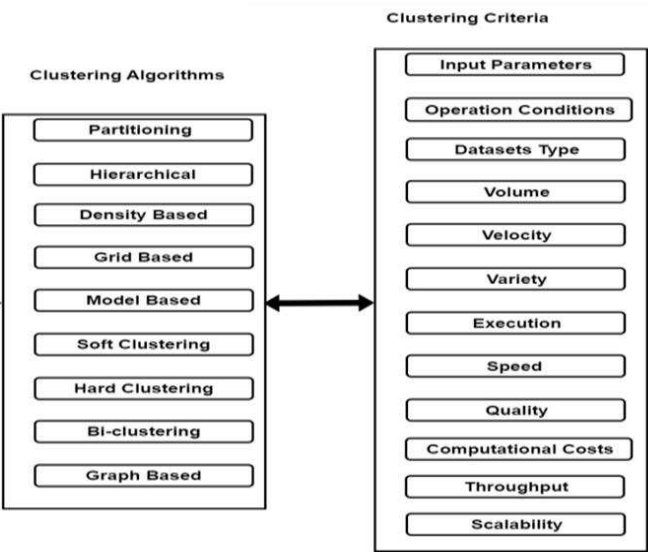 Clustering Criteria
Clustering Algorithms
Partitioning
Hierarchical
Density Based
Grid Based
Model Based
Soft Clustering
Hard Clustering
Bi-clustering
Graph Based
Input Parameters
Operation Conditions
Datasets Type
Volume
Velocity
Variety
Execution
Speed
Quality
Computational Costs
Throughput
Scalability